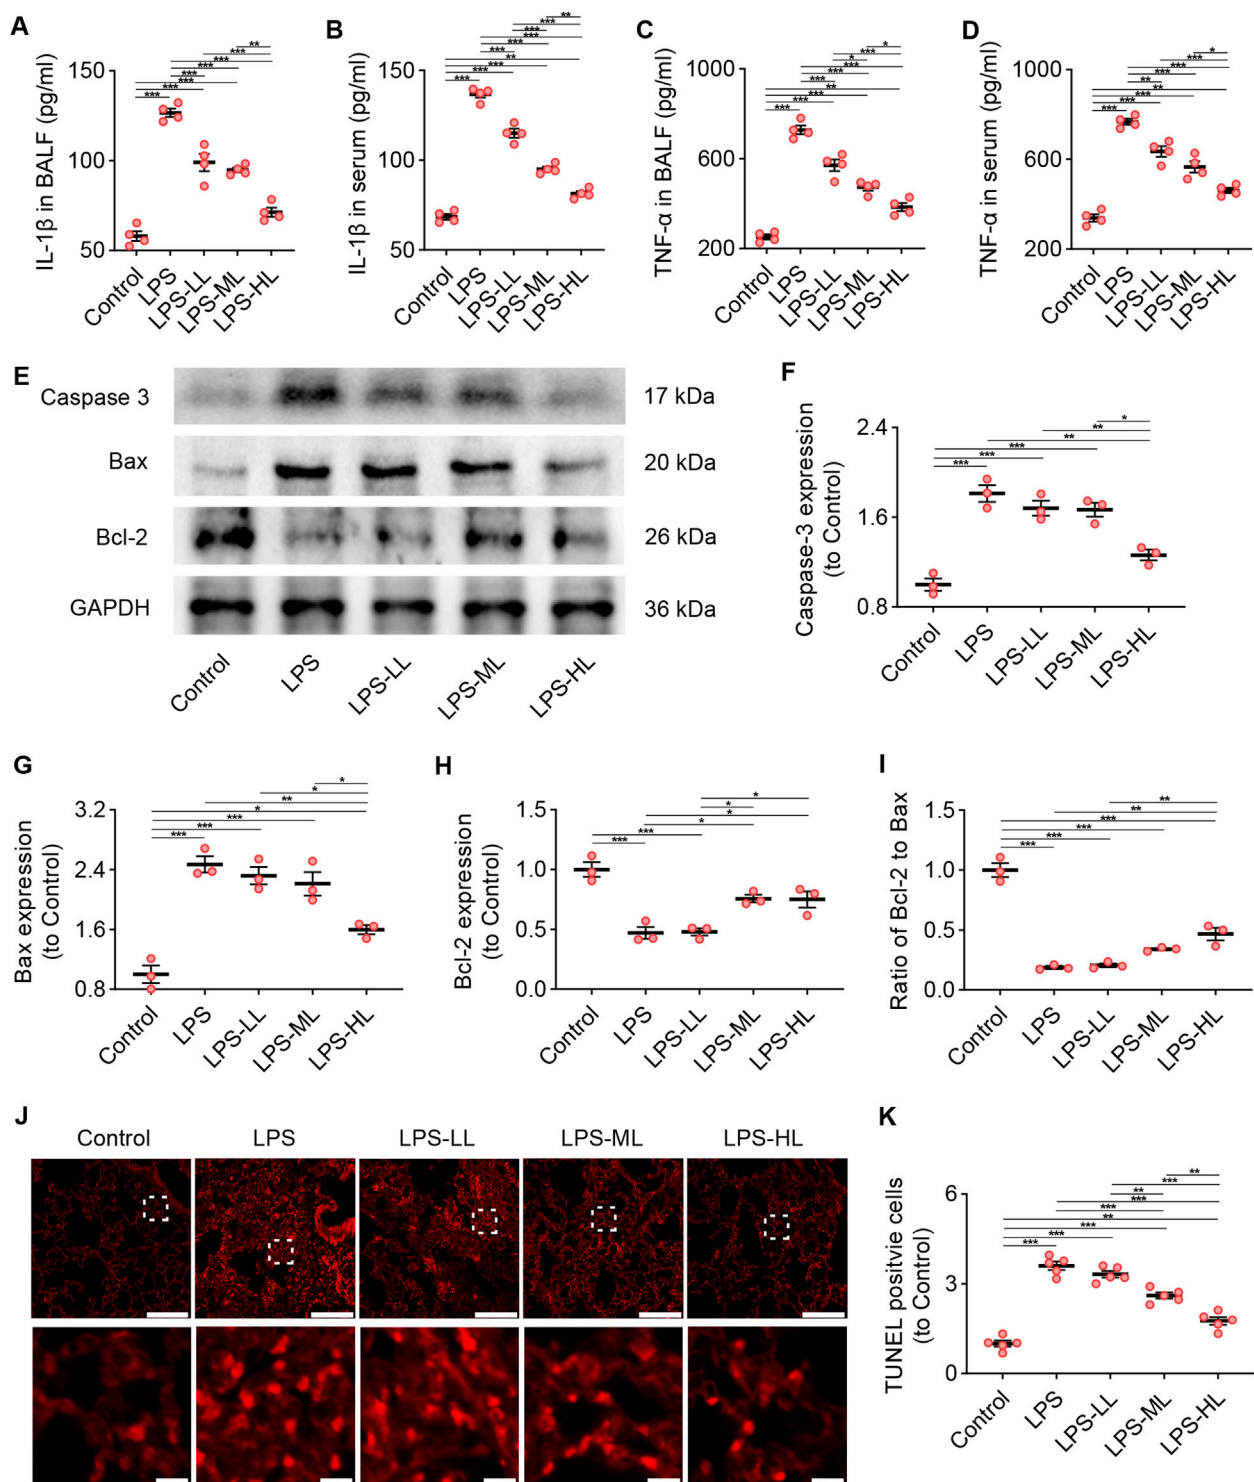 A
IL-1β in BALF (pg/ml)
150
100
50
***
***
***
***
***
***
***
**
Control
LPS
LPS-LL
LPS-ML
LPS-HL
B
IL-1β in serum (pg/ml)
150
100
50
***
***
***
**
***
***
***
***
***
**
Control
LPS
LPS-LL
LPS-ML
LPS-HL
C
TNF-α in BALF (pg/ml)
1000
600
200
***
***
***
**
***
***
***
*
***
*
Control
LPS
LPS-LL
LPS-ML
LPS-HL
D
TNF-α in serum (pg/ml)
1000
600
200
***
***
***
**
**
***
***
***
*
Control
LPS
LPS-LL
LPS-ML
LPS-HL
E
Caspase 3
17 kDa
Bax
20 kDa
Bcl-2
26 kDa
GAPDH
36 kDa
Control
LPS
LPS-LL
LPS-ML
LPS-HL
F
Caspase-3 expression
(to Control)
2.4
1.6
0.8
***
***
***
**
**
*
Control
LPS
LPS-LL
LPS-ML
LPS-HL
G
Bax expression
(to Control)
3.2
2.4
1.6
0.8
***
***
***
*
**
*
*
Control
LPS
LPS-LL
LPS-ML
LPS-HL
H
Bcl-2 expression
(to Control)
1.5
1.0
0.5
0.0
***
***
*
*
*
*
Control
LPS
LPS-LL
LPS-ML
LPS-HL
I
Ratio of Bcl-2 to Bax
1.5
1.0
0.5
0.0
***
***
***
***
**
**
Control
LPS
LPS-LL
LPS-ML
LPS-HL
J
Control
LPS
LPS-LL
LPS-ML
LPS-HL
K
TUNEL positvie cells
(to Control)
6
3
0
***
***
***
**
***
***
**
***
**
Control
LPS
LPS-LL
LPS-ML
LPS-HL